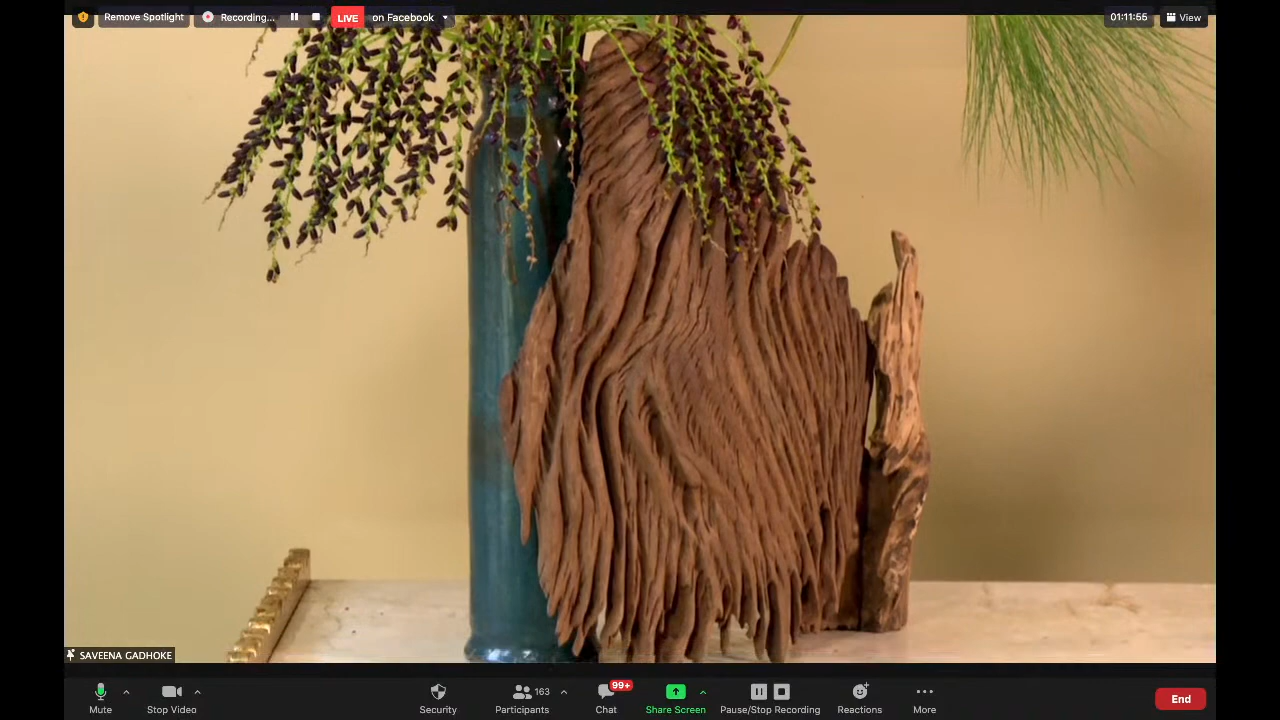 Remove Spotlight
Recording...
LIVE on Facebook
01:11:55
View
SAVEENA GADHOKE
Mute
Stop Video
Security
Participants 163
Chat 99+
Share Screen
Pause/Stop Recording
Reactions
More
End